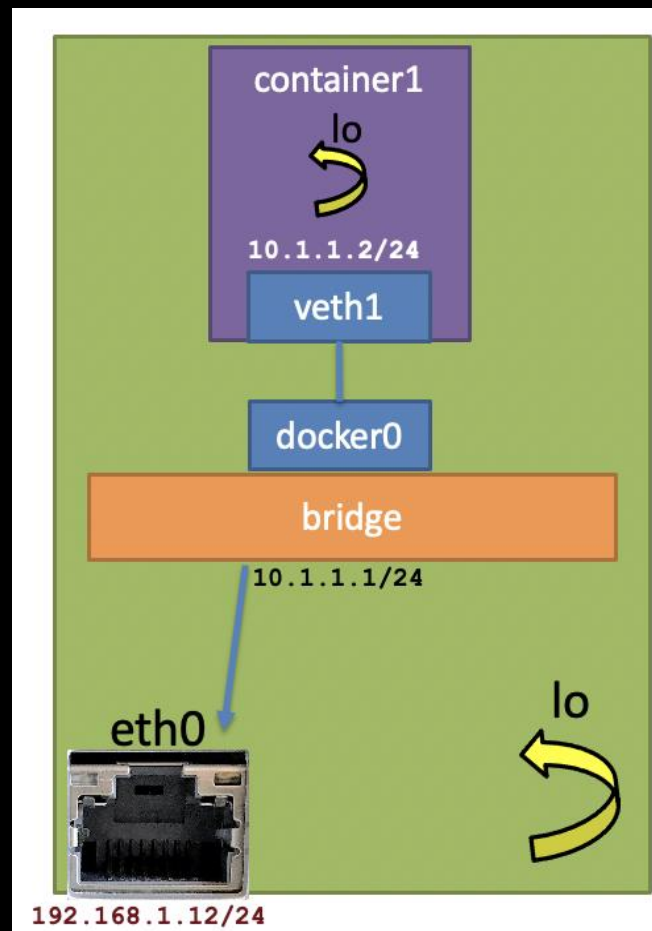 container1
lo
10.1.1.2/24
veth1
docker0
bridge
10.1.1.1/24
eth0
lo
192.168.1.12/24